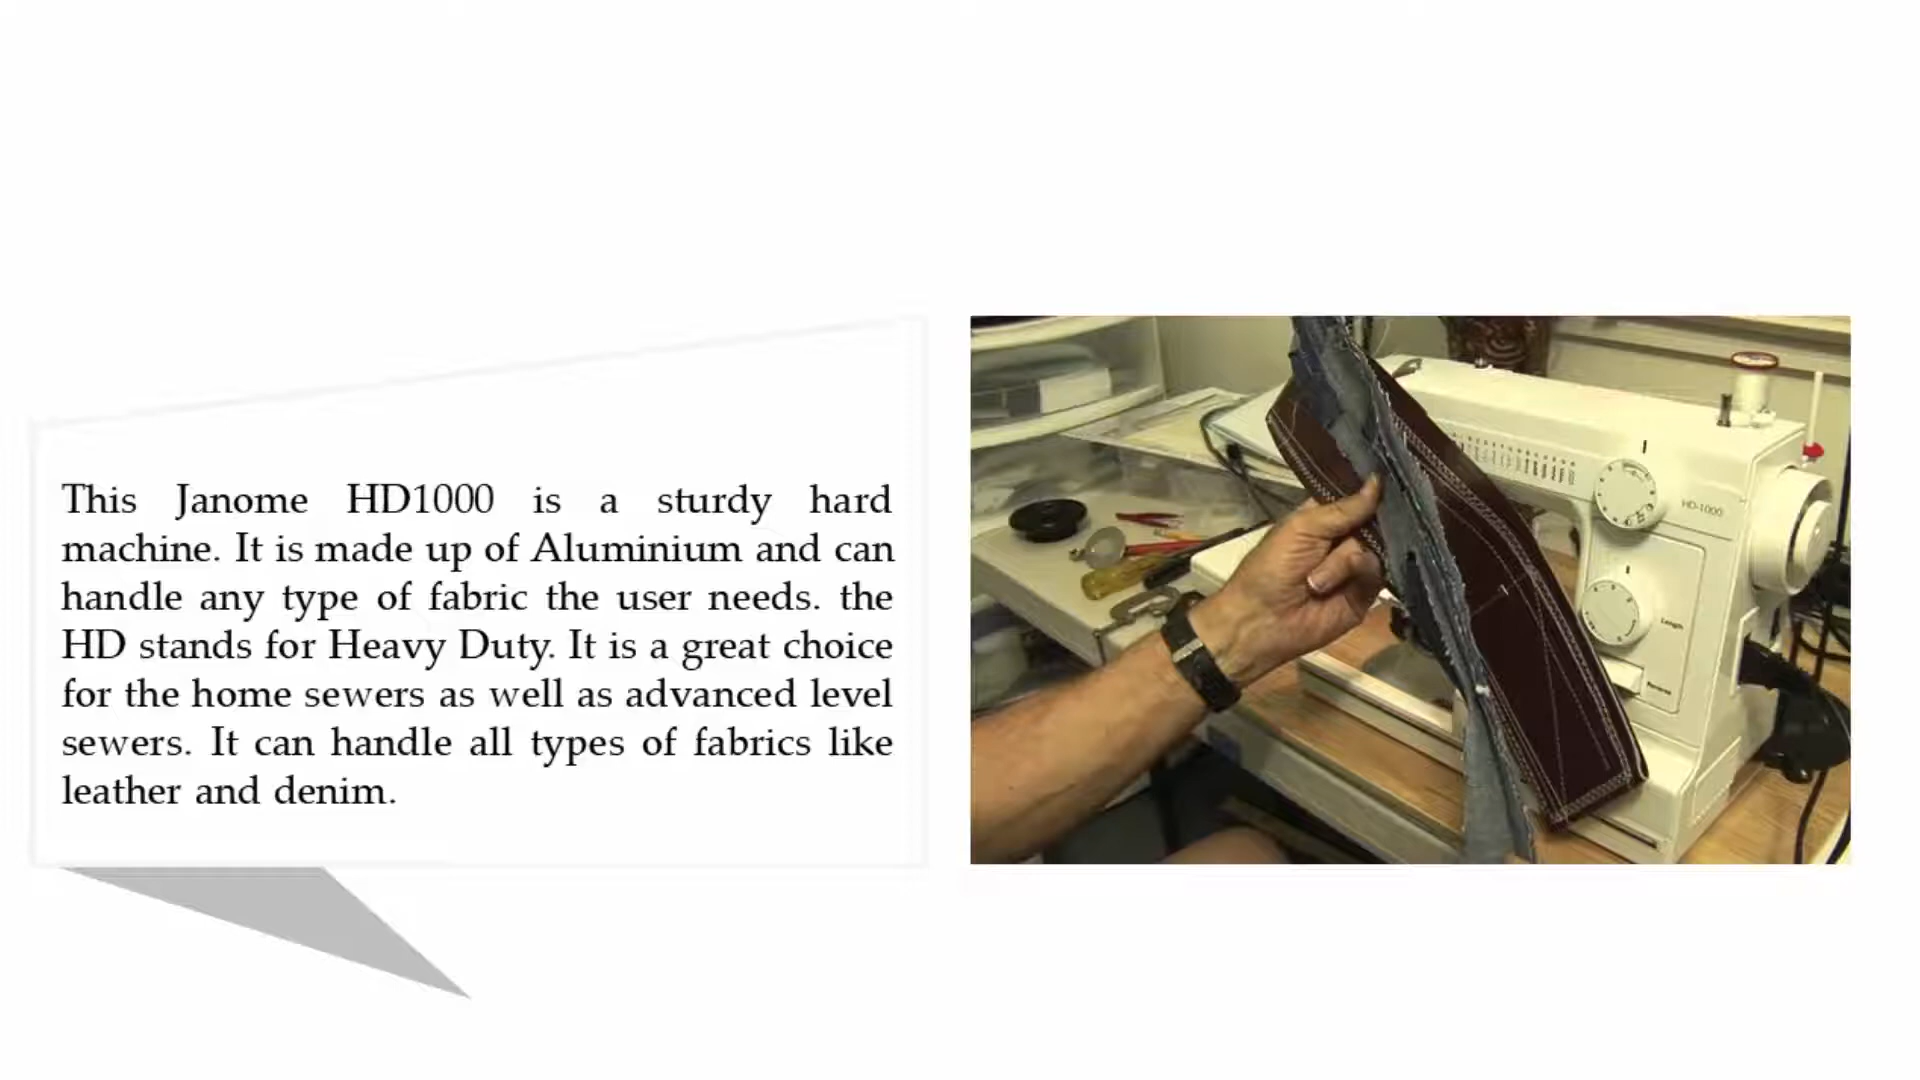 This Janome HD1000 is a sturdy hard
machine. It is made up of Aluminium and can
handle any type of fabric the user needs. the
HD stands for Heavy Duty. It is a great choice
for the home sewers as well as advanced level
sewers. It can handle all types of fabrics like
leather and denim.
HD-1000
Length
Reverse